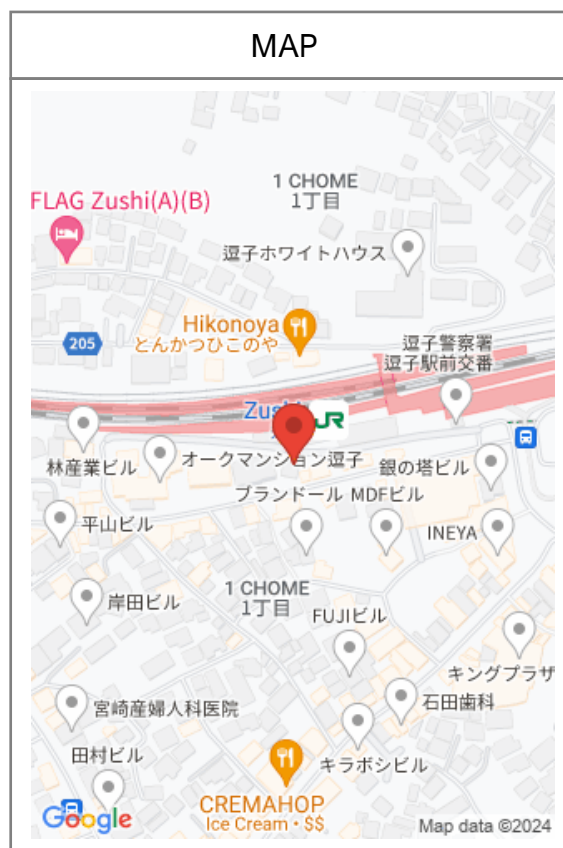 MAP
1 CHOME
1丁目
FLAG Zushi(A)(B)
逗子ホワイトハウス
Hikonoya
とんかつひこのや
205
逗子警察署
逗子駅前交番
JR
林産業ビル
オークマンション逗子
銀の塔ビル
ブランドール
MDFビル
平山ビル
INEYA
1 CHOME
1丁目
岸田ビル
FUJIビル
キングプラザ
宮崎産婦人科医院
石田歯科
田村ビル
キラボシビル
CREMAHOP
Ice Cream • $$
Google
Map data ©2024